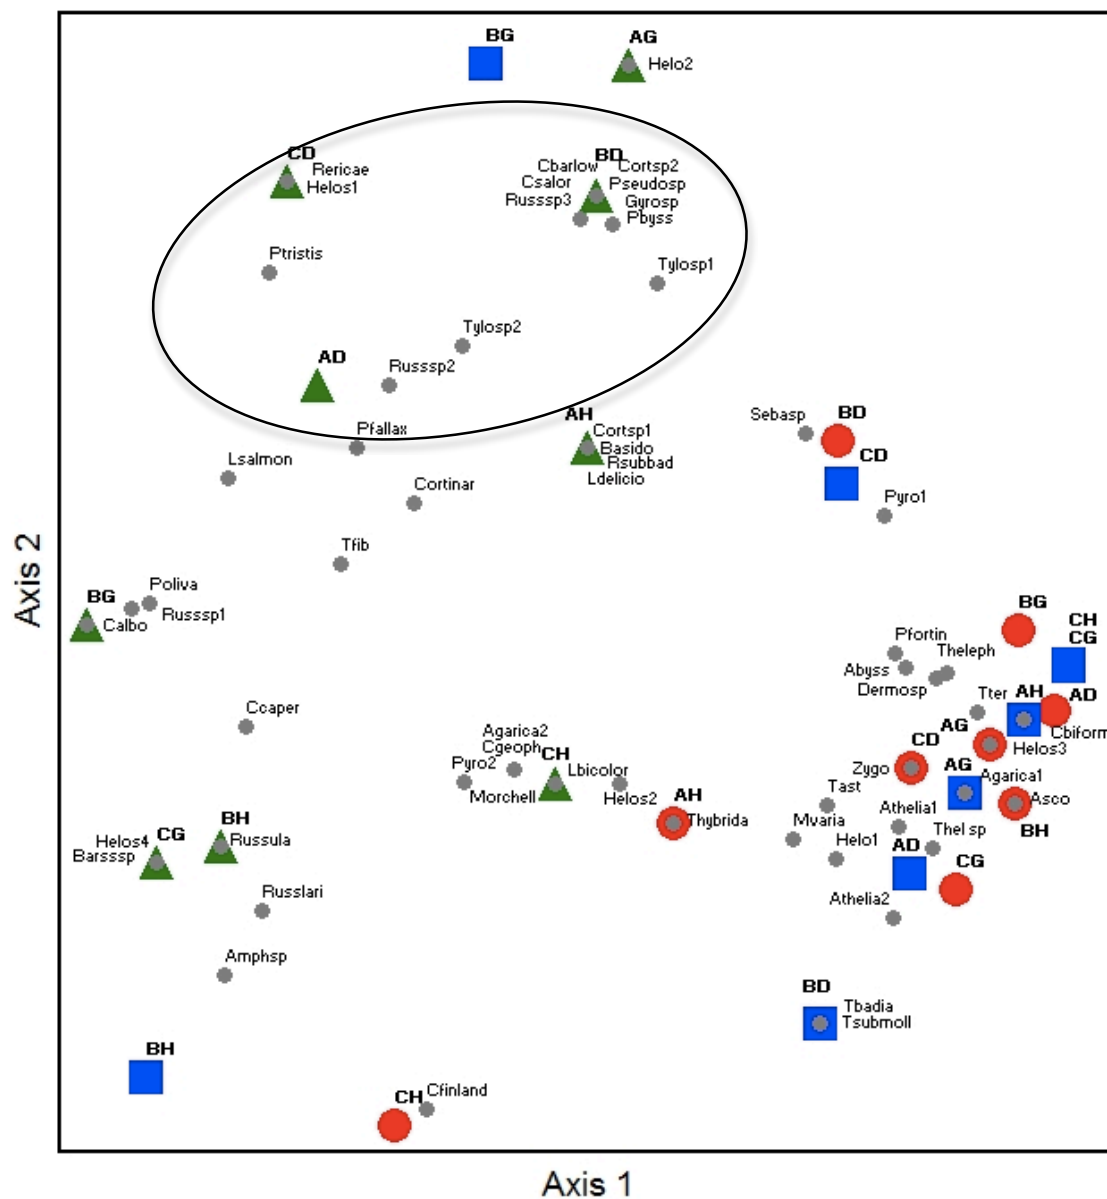 BG
AG
Helo2
CD
Rericae
Helos1
BD
Cbarlow
Cortsp2
Csalor
Pseudosp
Russsp3
Gyrosp
Pbyss
Ptristis
Tylosp1
Tylosp2
AD
Russsp2
AH
Pfallax
Cortsp1
Basido
Rsubbad
Ldelicio
Sebasp
BD
CD
Lsalmon
Cortinar
Pyro1
Tfib
BG
Poliva
Russsp1
Calbo
BG
CH
CG
Pfortin
Theleph
Abyss
Dermosp
Tter
AH
AD
Cbiform
AG
Helos3
Ccaper
Agarica2
Cgeoph
CH
Pyro2
Lbicolor
Morchell
Helos2
CD
Zygo
AG
Agarica1
Asco
BH
AH
Thybrida
Tast
Mvaria
Athelia1
Thel sp
Helo1
AD
CG
Athelia2
BH
Russula
Helos4
CG
Barsssp
Russlari
Amphsp
BD
Tbadia
Tsubmoll
BH
CH
Cfinland
Axis 2
Axis 1